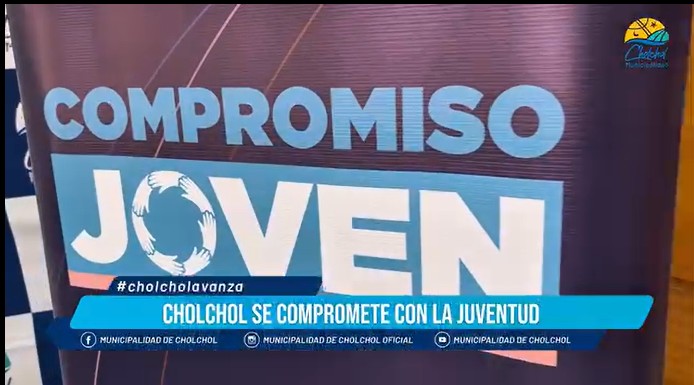 Cholchol
Municipalidad
COMPROMISO
JOVEN
#cholcholavanza
CHOLCHOL SE COMPROMETE CON LA JUVENTUD
MUNICIPALIDAD DE CHOLCHOL
MUNICIPALIDAD DE CHOLCHOL OFICIAL
MUNICIPALIDAD DE CHOLCHOL